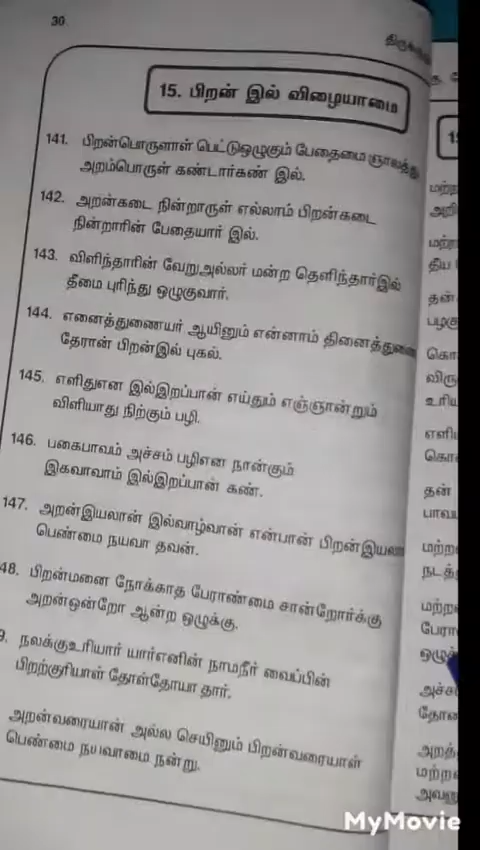 30
15. பிறன் இல் விழையாமை
141. பிறன்பொருளாள் பெட்டுஒழுகும் பேதைமை ஞாலத்து
அறம்பொருள் கண்டார்கண் இல்.
142. அறன்கடை நின்றாருள் எல்லாம் பிறன்கடை
நின்றாரின் பேதையார் இல்.
143. விளிந்தாரின் வேறுஅல்லர் மன்ற தெளிந்தார்இல்
தீமை புரிந்து ஒழுகுவார்.
144. எனைத்துணையர் ஆயினும் என்னாம் தினைத்துணை
தேரான் பிறன்இல் புகல்.
145. எளிதுஎன இல்இறப்பான் எய்தும் எஞ்ஞான்றும்
விளியாது நிற்கும் பழி.
146. பகைபாவம் அச்சம் பழிஎன நான்கும்
இகவாவாம் இல்இறப்பான் கண்.
147. அறன்இயலான் இல்வாழ்வான் என்பான் பிறன்இயலா
பெண்மை நயவா தவன்.
48. பிறன்மனை நோக்காத பேராண்மை சான்றோர்க்கு
அறன்ஒன்றோ ஆன்ற ஒழுக்கு.
9. நலக்குஉரியார் யார்எனின் நாமநீர் வைப்பின்
பிறற்குரியாள் தோள்தோயா தார்.
அறன்வரையான் அல்ல செயினும் பிறன்வரையாள்
பெண்மை நயவாமை நன்று.
MyMovie